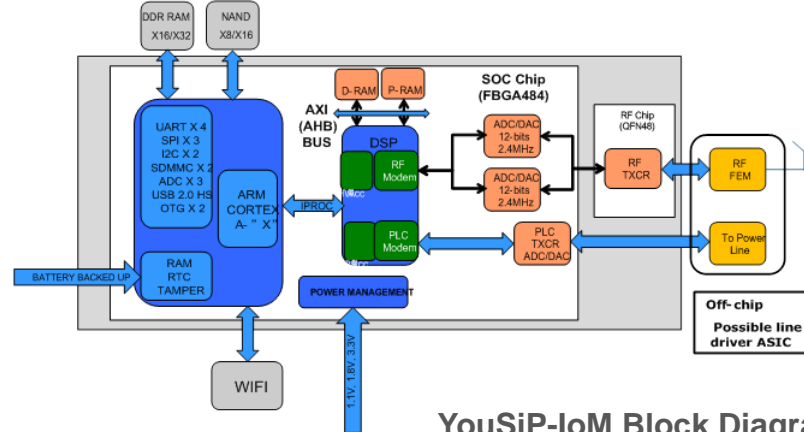 DDR RAM
X16/X32
NAND
X8/X16
D-RAM
P-RAM
SOC Chip
(FBGA484)
AXI
(AHB)
BUS
RF Chip
(QFN48)
UART X 4
SPI X 3
I2C X 2
SDMMC X 2
ADC X 3
USB 2.0 HS
OTG X 2
ARM
CORTEX
A-" X"
IPROC
DSP
RF
Modem
ADC/DAC
12-bits
2.4MHz
ADC/DAC
12-bits
2.4MHz
RF
TXCR
RF
FEM
PLC
Modem
PLC
TXCR
ADC/DAC
To Power
Line
BATTERY BACKED UP
RAM
RTC
TAMPER
POWER MANAGEMENT
1.1V, 1.8V, 3.3V
WIFI
Off-chip
Possible line
driver ASIC
YouSiP-IoM Block Diagra